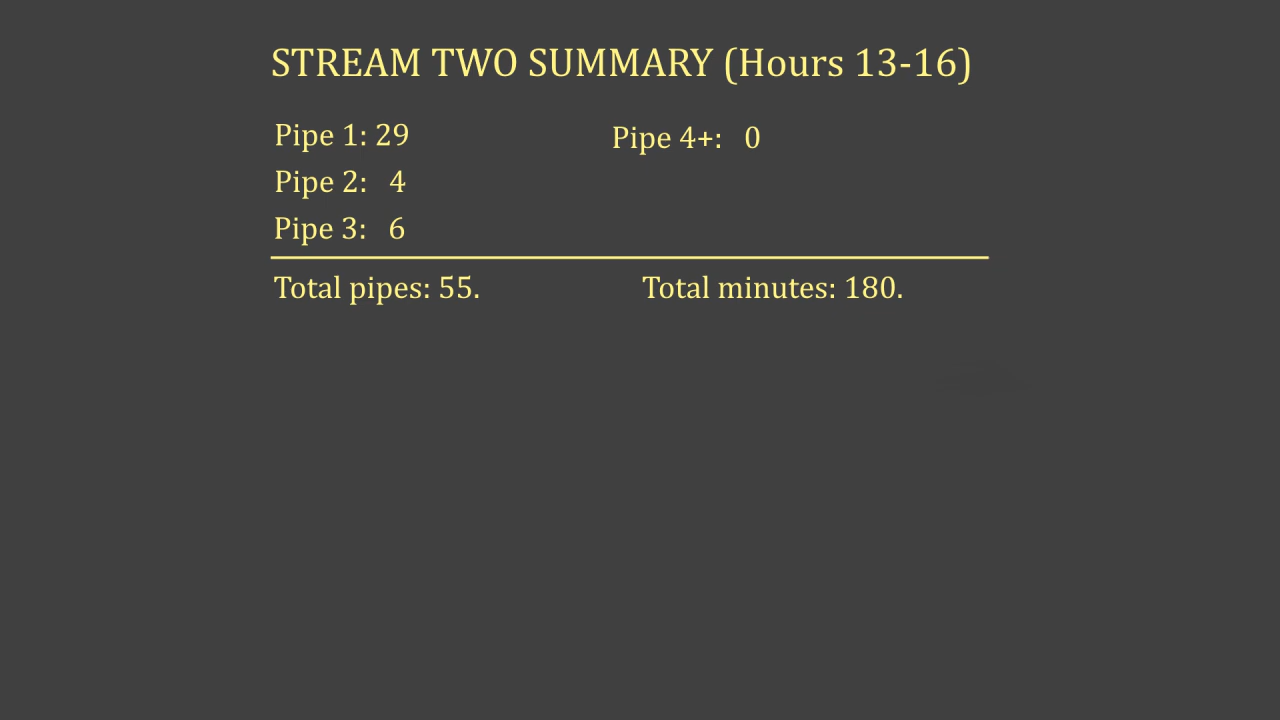 STREAM TWO SUMMARY (Hours 13-16)
Pipe 1: 29
Pipe 2: 4
Pipe 3: 6
Pipe 4+: 0
Total pipes: 55.
Total minutes: 180.